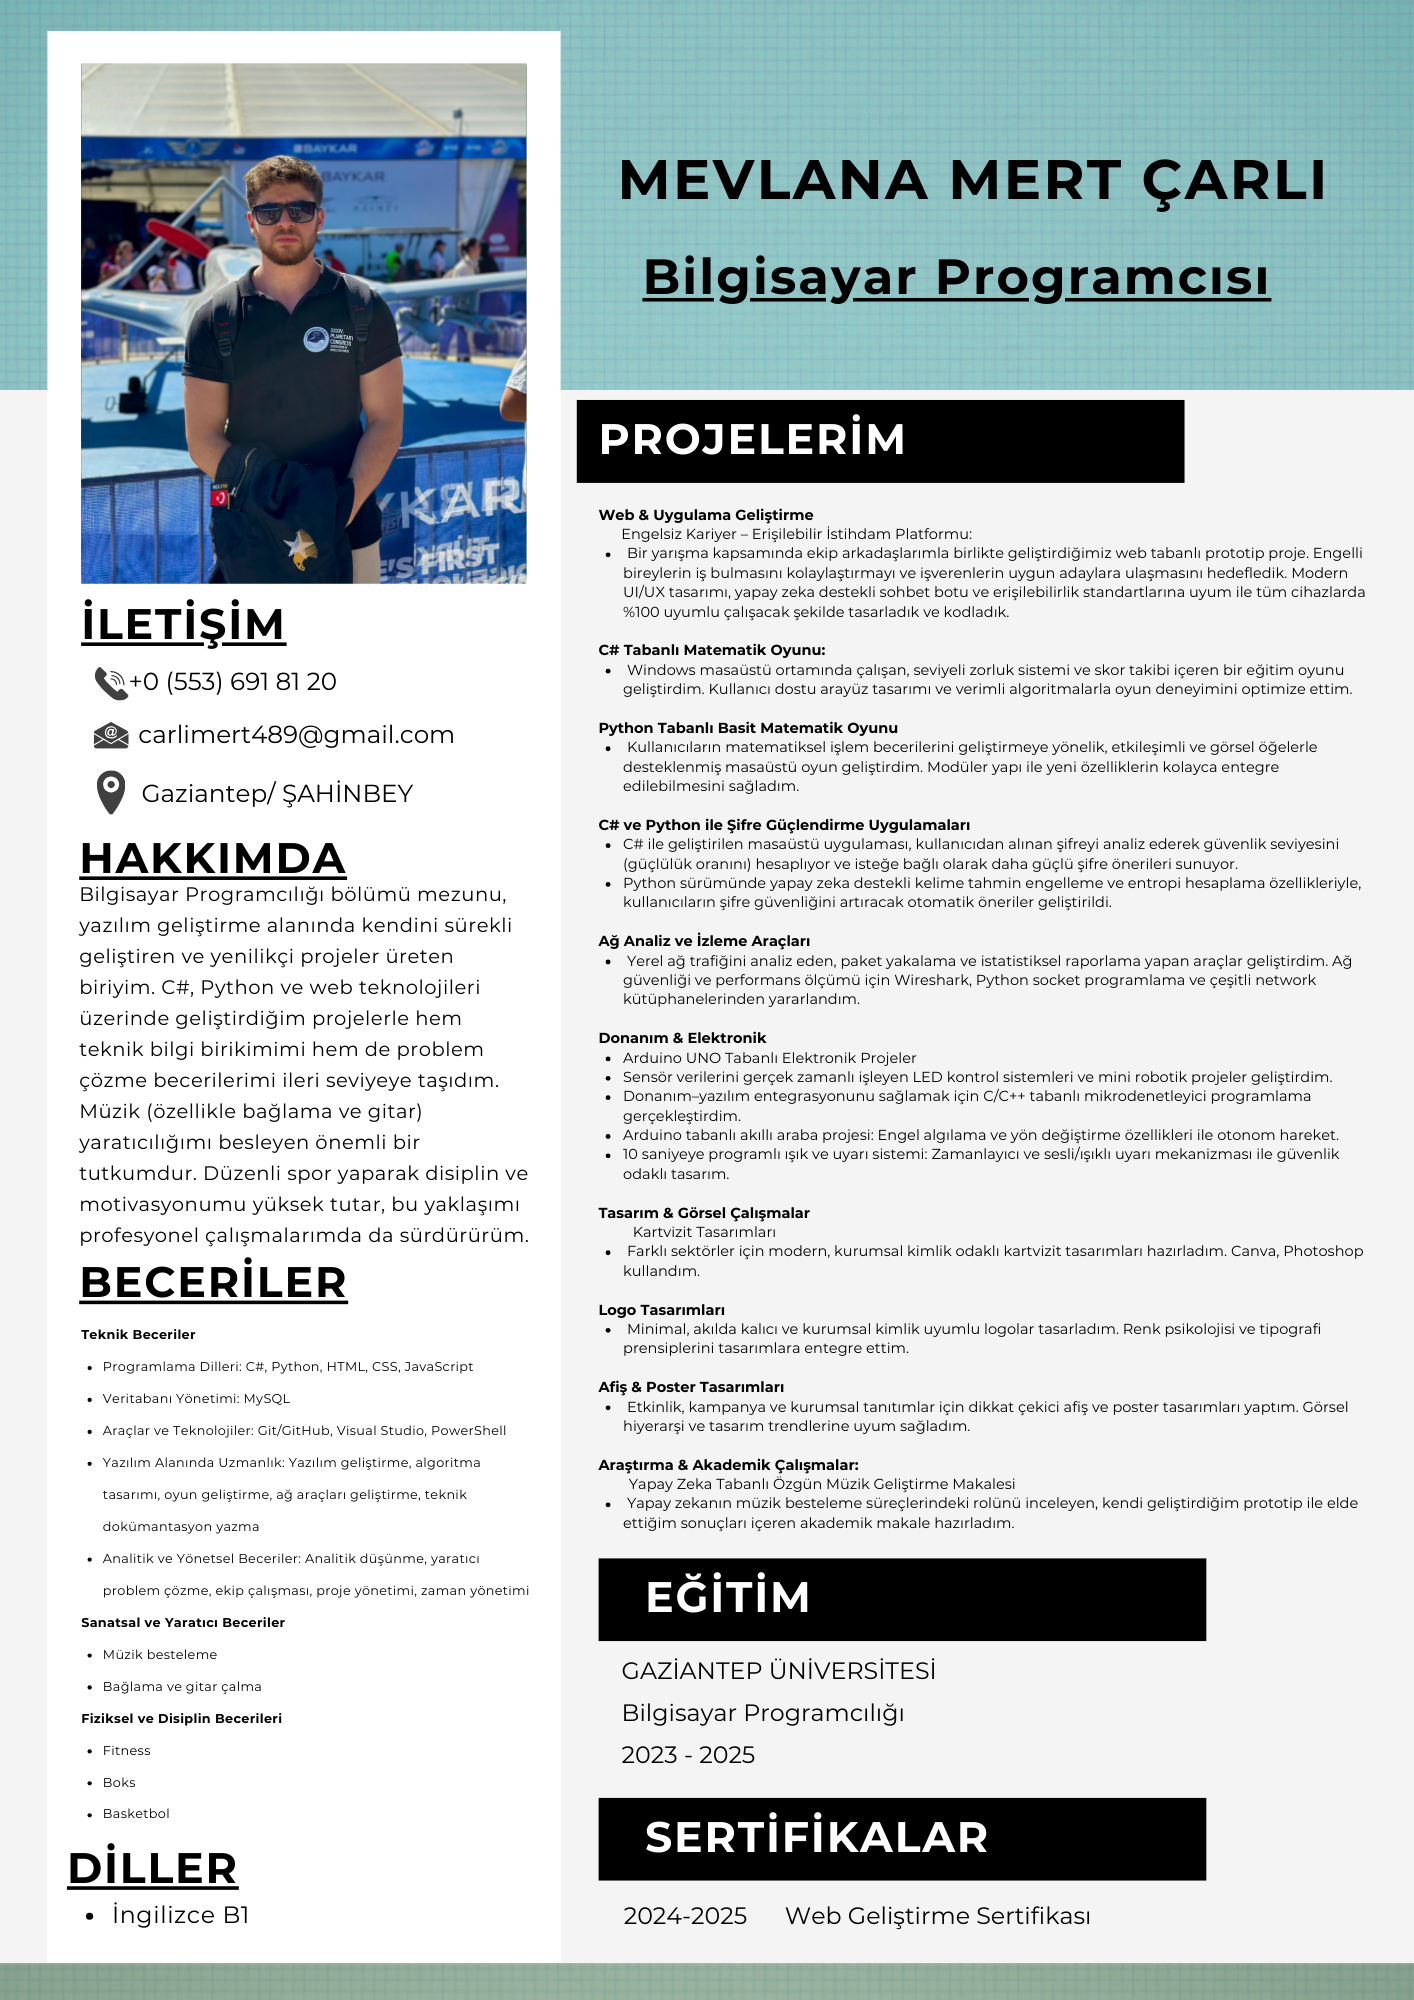 BAYKAR
BAYKAR
MEVLANA MERT ÇARLI
Bilgisayar Programcısı
İLETİŞİM
+0 (553) 691 81 20
carlimert489@gmail.com
Gaziantep/ ŞAHİNBEY
HAKKIMDA
Bilgisayar Programcılığı bölümü mezunu,
yazılım geliştirme alanında kendini sürekli
geliştiren ve yenilikçi projeler üreten
biriyim. C#, Python ve web teknolojileri
üzerinde geliştirdiğim projelerle hem
teknik bilgi birikimimi hem de problem
çözme becerilerimi ileri seviyeye taşıdım.
Müzik (özellikle bağlama ve gitar)
yaratıcılığımı besleyen önemli bir
tutkumdur. Düzenli spor yaparak disiplin ve
motivasyonumu yüksek tutar, bu yaklaşımı
profesyonel çalışmalarımda da sürdürürüm.
BECERİLER
Teknik Beceriler
• Programlama Dilleri: C#, Python, HTML, CSS, JavaScript
• Veritabanı Yönetimi: MySQL
• Araçlar ve Teknolojiler: Git/GitHub, Visual Studio, PowerShell
• Yazılım Alanında Uzmanlık: Yazılım geliştirme, algoritma
tasarımı, oyun geliştirme, ağ araçları geliştirme, teknik
dokümantasyon yazma
• Analitik ve Yönetsel Beceriler: Analitik düşünme, yaratıcı
problem çözme, ekip çalışması, proje yönetimi, zaman yönetimi
Sanatsal ve Yaratıcı Beceriler
• Müzik besteleme
• Bağlama ve gitar çalma
Fiziksel ve Disiplin Becerileri
• Fitness
• Boks
• Basketbol
DİLLER
• İngilizce B1
PROJELERİM
Web & Uygulama Geliştirme
Engelsiz Kariyer – Erişilebilir İstihdam Platformu:
• Bir yarışma kapsamında ekip arkadaşlarımla birlikte geliştirdiğimiz web tabanlı prototip proje. Engelli
bireylerin iş bulmasını kolaylaştırmayı ve işverenlerin uygun adaylara ulaşmasını hedefledik. Modern
UI/UX tasarımı, yapay zeka destekli sohbet botu ve erişilebilirlik standartlarına uyum ile tüm cihazlarda
%100 uyumlu çalışacak şekilde tasarladık ve kodladık.
C# Tabanlı Matematik Oyunu:
• Windows masaüstü ortamında çalışan, seviyeli zorluk sistemi ve skor takibi içeren bir eğitim oyunu
geliştirdim. Kullanıcı dostu arayüz tasarımı ve verimli algoritmalarla oyun deneyimini optimize ettim.
Python Tabanlı Basit Matematik Oyunu
• Kullanıcıların matematiksel işlem becerilerini geliştirmeye yönelik, etkileşimli ve görsel öğelerle
desteklenmiş masaüstü oyun geliştirdim. Modüler yapı ile yeni özelliklerin kolayca entegre
edilebilmesini sağladım.
C# ve Python ile Şifre Güçlendirme Uygulamaları
• C# ile geliştirilen masaüstü uygulaması, kullanıcıdan alınan şifreyi analiz ederek güvenlik seviyesini
(güçlülük oranını) hesaplıyor ve isteğe bağlı olarak daha güçlü şifre önerileri sunuyor.
• Python sürümünde yapay zeka destekli kelime tahmin engelleme ve entropi hesaplama özellikleriyle,
kullanıcıların şifre güvenliğini artıracak otomatik öneriler geliştirildi.
Ağ Analiz ve İzleme Araçları
• Yerel ağ trafiğini analiz eden, paket yakalama ve istatistiksel raporlama yapan araçlar geliştirdim. Ağ
güvenliği ve performans ölçümü için Wireshark, Python socket programlama ve çeşitli network
kütüphanelerinden yararlandım.
Donanım & Elektronik
• Arduino UNO Tabanlı Elektronik Projeler
• Sensör verilerini gerçek zamanlı işleyen LED kontrol sistemleri ve mini robotik projeler geliştirdim.
• Donanım–yazılım entegrasyonunu sağlamak için C/C++ tabanlı mikrodenetleyici programlama
gerçekleştirdim.
• Arduino tabanlı akıllı araba projesi: Engel algılama ve yön değiştirme özellikleri ile otonom hareket.
• 10 saniyeye programlı ışık ve uyarı sistemi: Zamanlayıcı ve sesli/ışıklı uyarı mekanizması ile güvenlik
odaklı tasarım.
Tasarım & Görsel Çalışmalar
Kartvizit Tasarımları
• Farklı sektörler için modern, kurumsal kimlik odaklı kartvizit tasarımları hazırladım. Canva, Photoshop
kullandım.
Logo Tasarımları
• Minimal, akılda kalıcı ve kurumsal kimlik uyumlu logolar tasarladım. Renk psikolojisi ve tipografi
prensiplerini tasarımlara entegre ettim.
Afiş & Poster Tasarımları
• Etkinlik, kampanya ve kurumsal tanıtımlar için dikkat çekici afiş ve poster tasarımları yaptım. Görsel
hiyerarşi ve tasarım trendlerine uyum sağladım.
Araştırma & Akademik Çalışmalar:
Yapay Zeka Tabanlı Özgün Müzik Geliştirme Makalesi
• Yapay zekanın müzik besteleme süreçlerindeki rolünü inceleyen, kendi geliştirdiğim prototip ile elde
ettiğim sonuçları içeren akademik makale hazırladım.
EĞİTİM
GAZİANTEP ÜNİVERSİTESİ
Bilgisayar Programcılığı
2023 - 2025
SERTİFİKALAR
2024-2025 Web Geliştirme Sertifikası